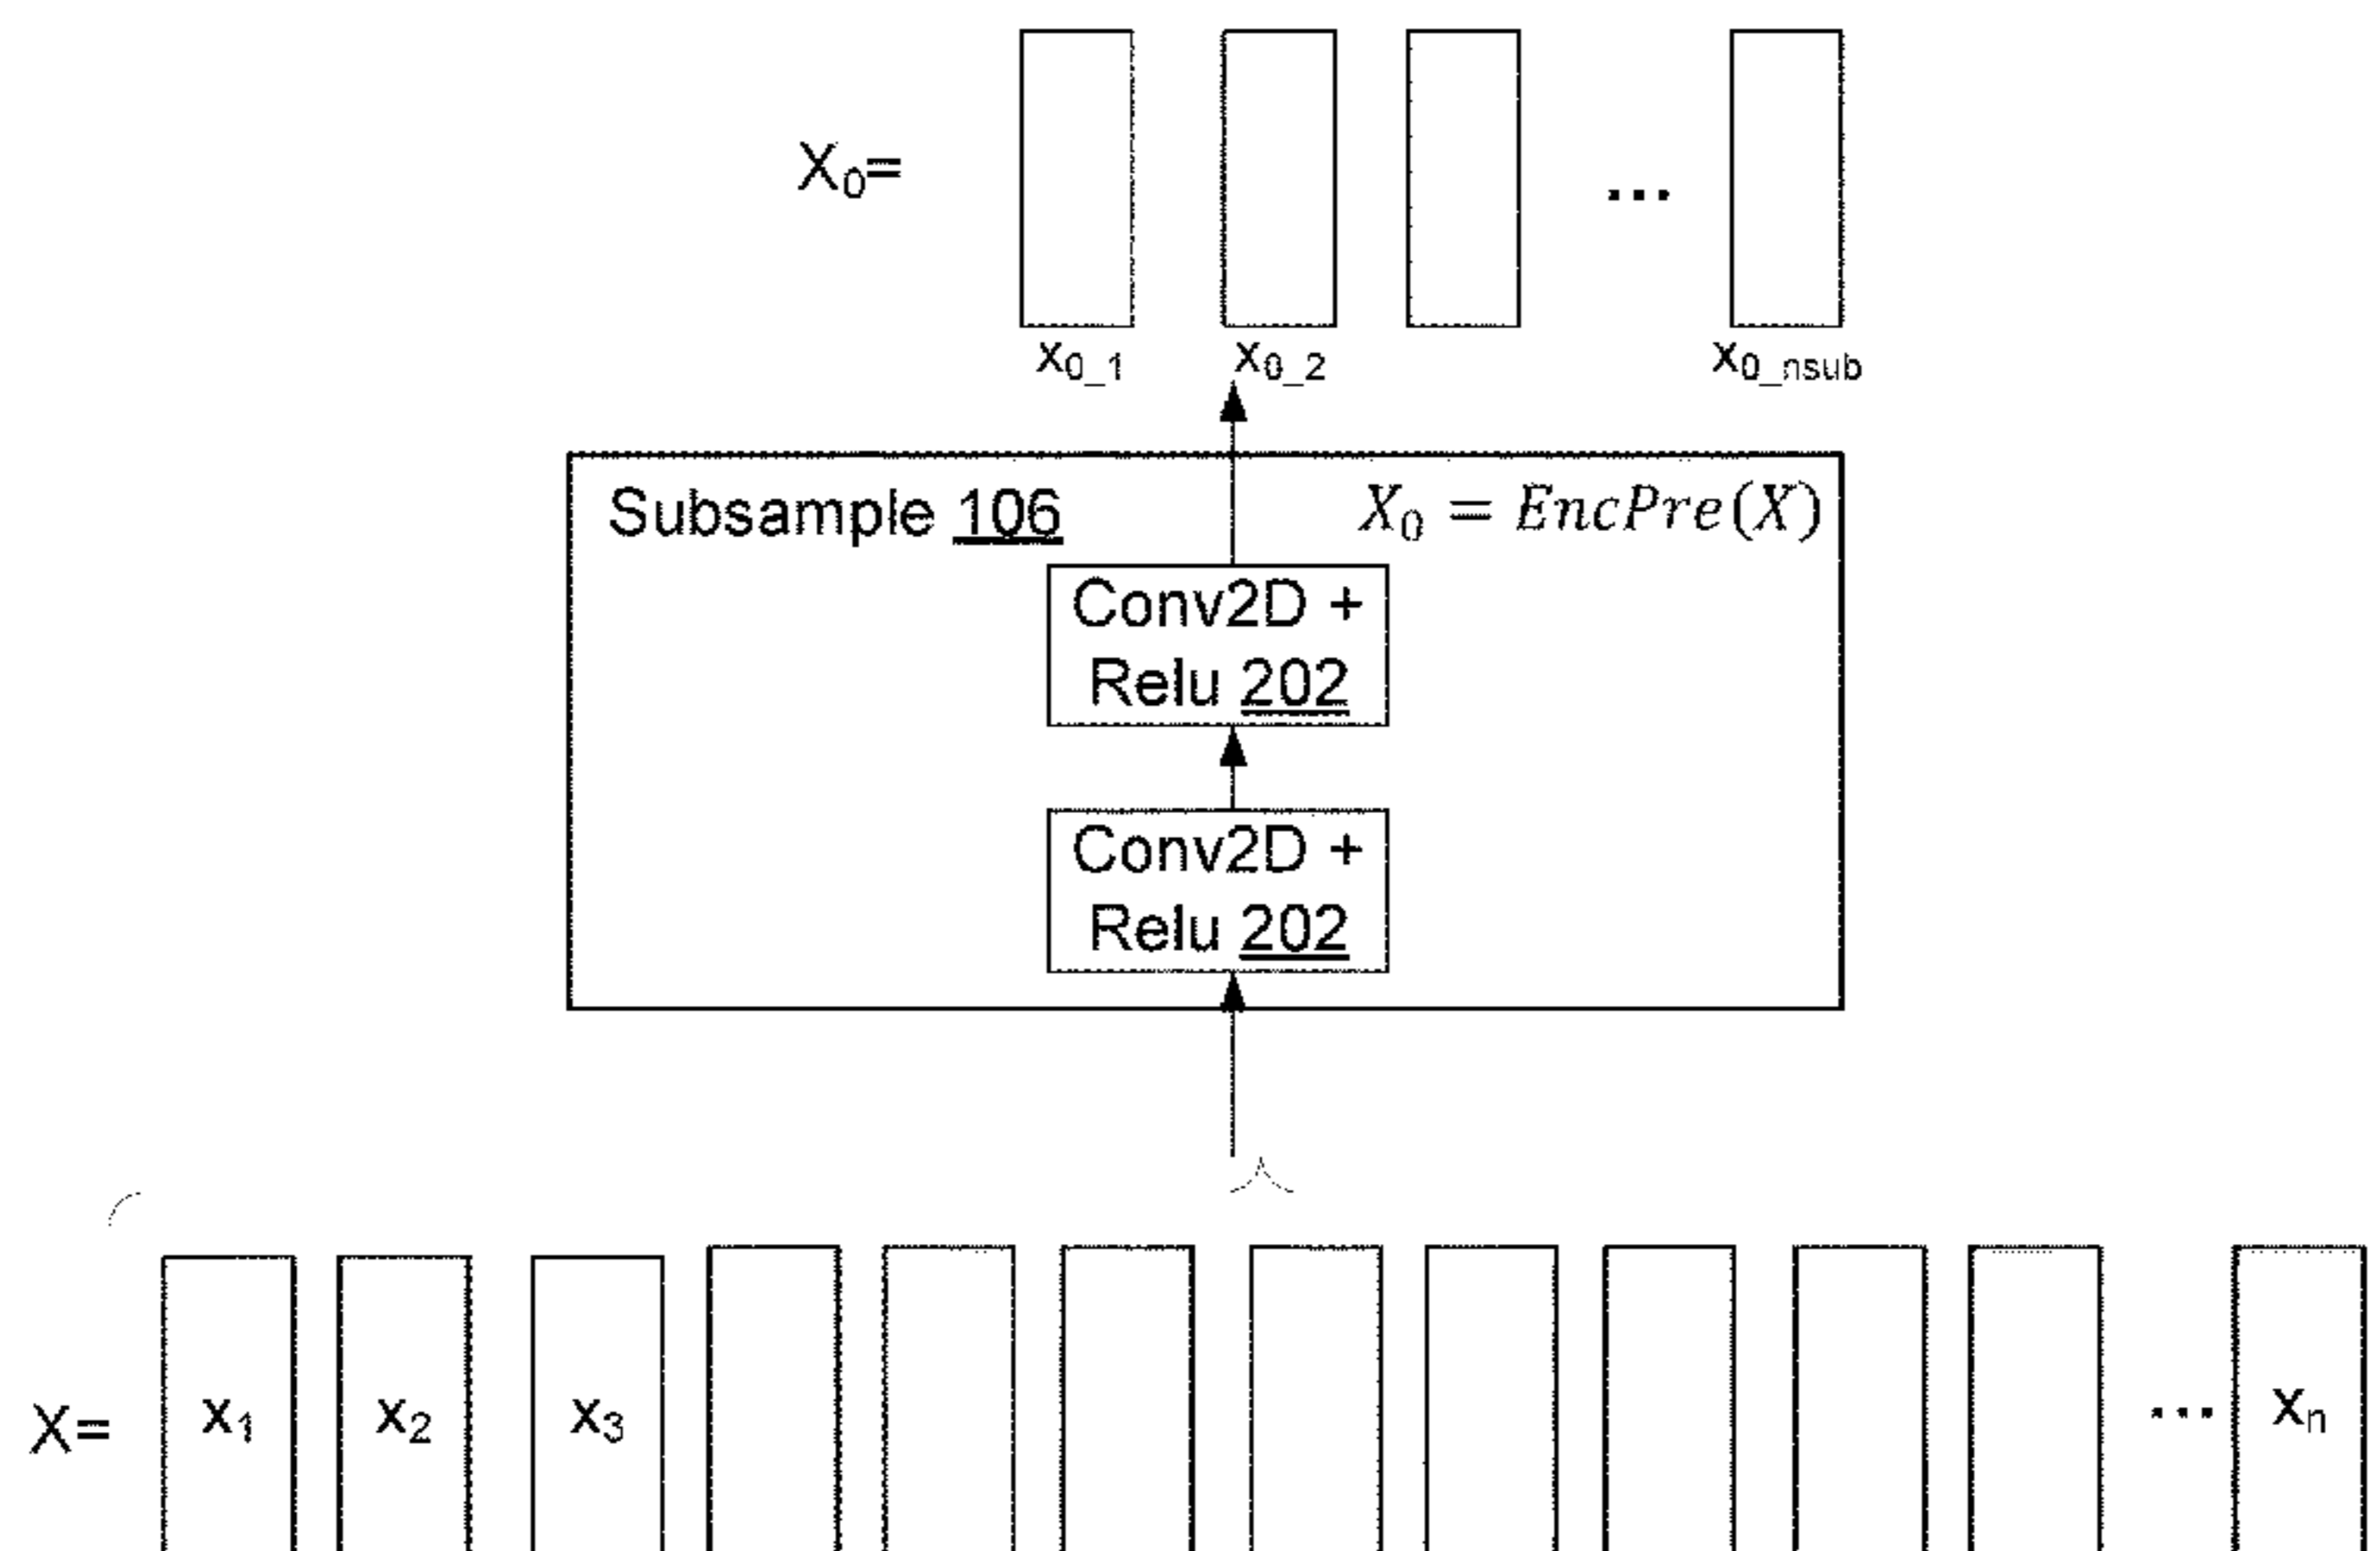 X₀= ...
x₀_₁ x₀_₂ x₀_nsub
Subsample 106 X₀ = EncPre(X)
Conv2D +
Relu 202
Conv2D +
Relu 202
X= x₁ x₂ x₃ ... xₙ